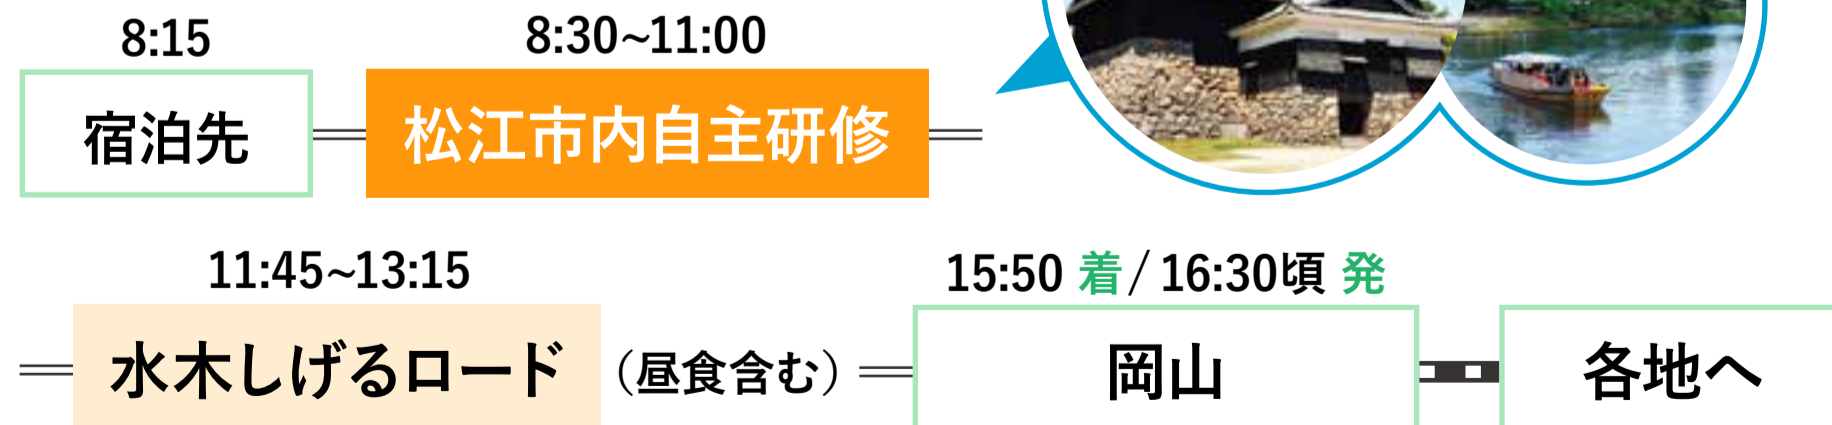 8:15 8:30~11:00
宿泊先 松江市内自主研修
11:45~13:15 15:50 着/16:30頃 発
水木しげるロード（昼食含む） 岡山 各地へ